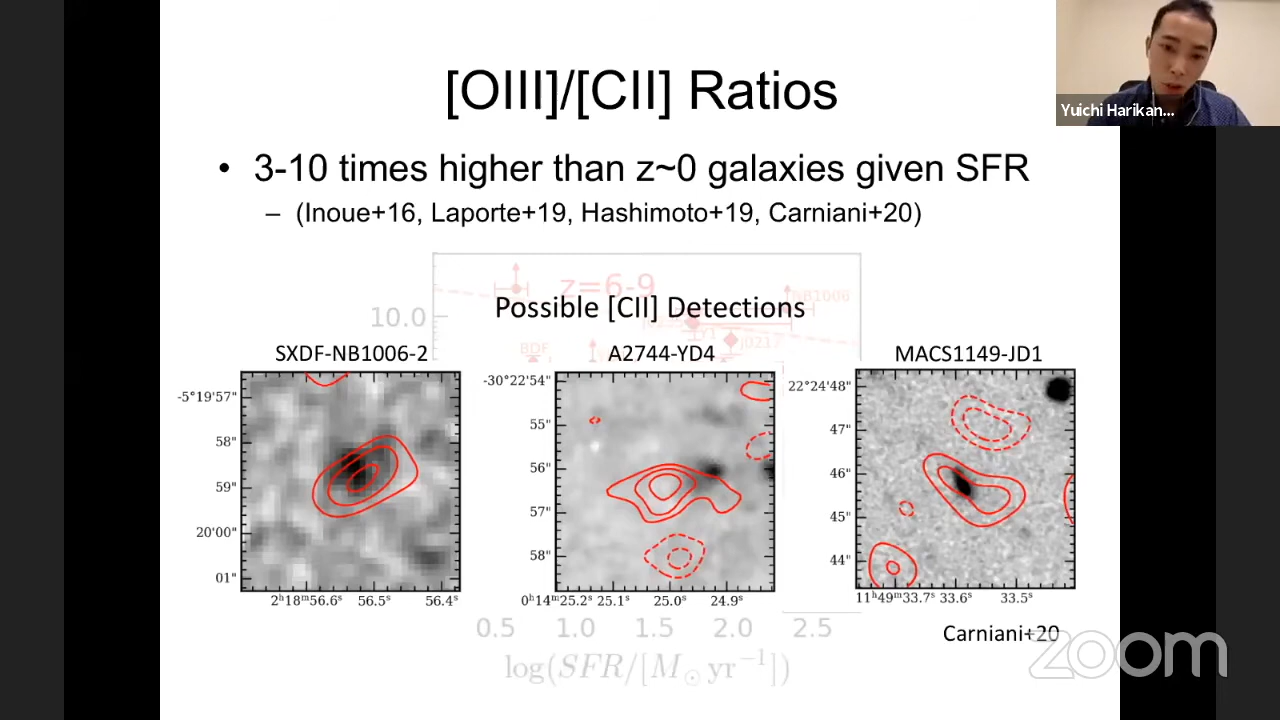 [OIII]/[CII] Ratios
Yuichi Harikan...
• 3-10 times higher than z~0 galaxies given SFR
– (Inoue+16, Laporte+19, Hashimoto+19, Carniani+20)
z=6-9
Possible [CII] Detections
10.0
BDF
J0217
SXDF-NB1006-2
A2744-YD4
MACS1149-JD1
-5°19'57"
58"
59"
20'00"
01"
2ʰ18ᵐ56.6ˢ 56.5ˢ 56.4ˢ
-30°22'54"
55"
56"
57"
58"
0ʰ14ᵐ25.2ˢ 25.1ˢ 25.0ˢ 24.9ˢ
22°24'48"
47"
46"
45"
44"
11ʰ49ᵐ33.7ˢ 33.6ˢ 33.5ˢ
0.5 1.0 1.5 2.0 2.5
log(SFR/[M⊙ yr⁻¹])
Carniani+20
zoom